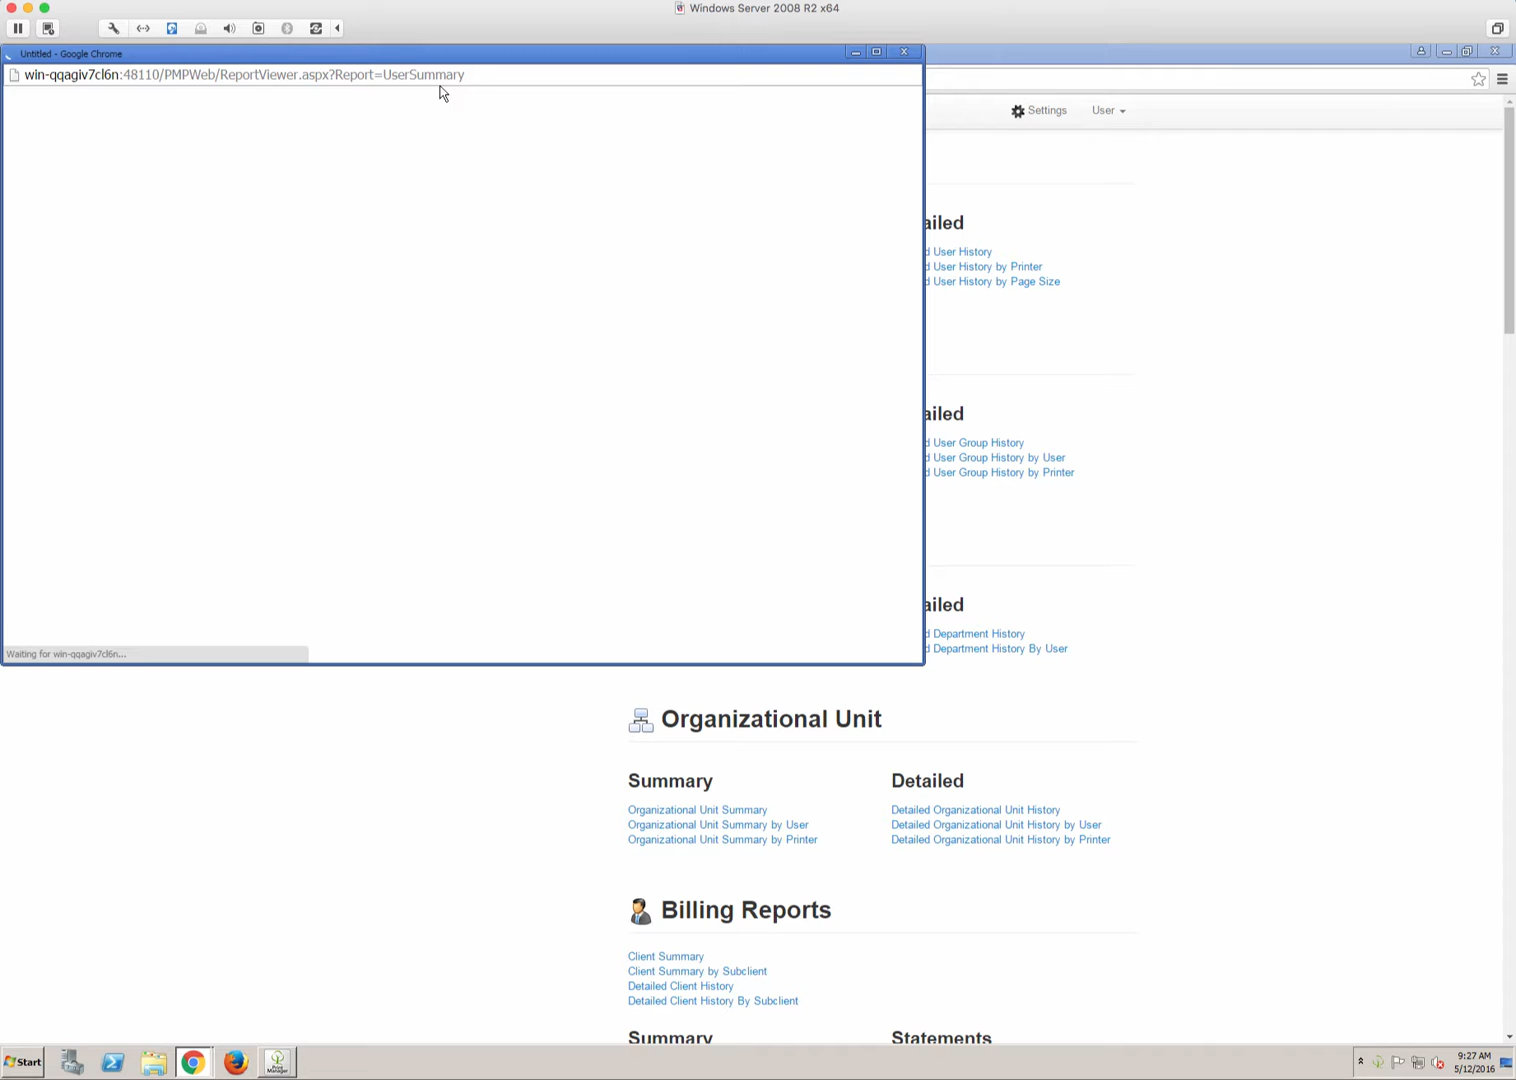 Windows Server 2008 R2 x64
Untitled - Google Chrome
win-qqagiv7cl6n:48110/PMPWeb/ReportViewer.aspx?Report=UserSummary
Settings
User
ailed
d User History
d User History by Printer
d User History by Page Size
ailed
d User Group History
d User Group History by User
d User Group History by Printer
ailed
d Department History
d Department History By User
Waiting for win-qqagiv7cl6n...
Organizational Unit
Summary
Detailed
Organizational Unit Summary
Detailed Organizational Unit History
Organizational Unit Summary by User
Detailed Organizational Unit History by User
Organizational Unit Summary by Printer
Detailed Organizational Unit History by Printer
Billing Reports
Client Summary
Client Summary by Subclient
Detailed Client History
Detailed Client History By Subclient
Summary
Statements
Start
9:27 AM
5/12/2016